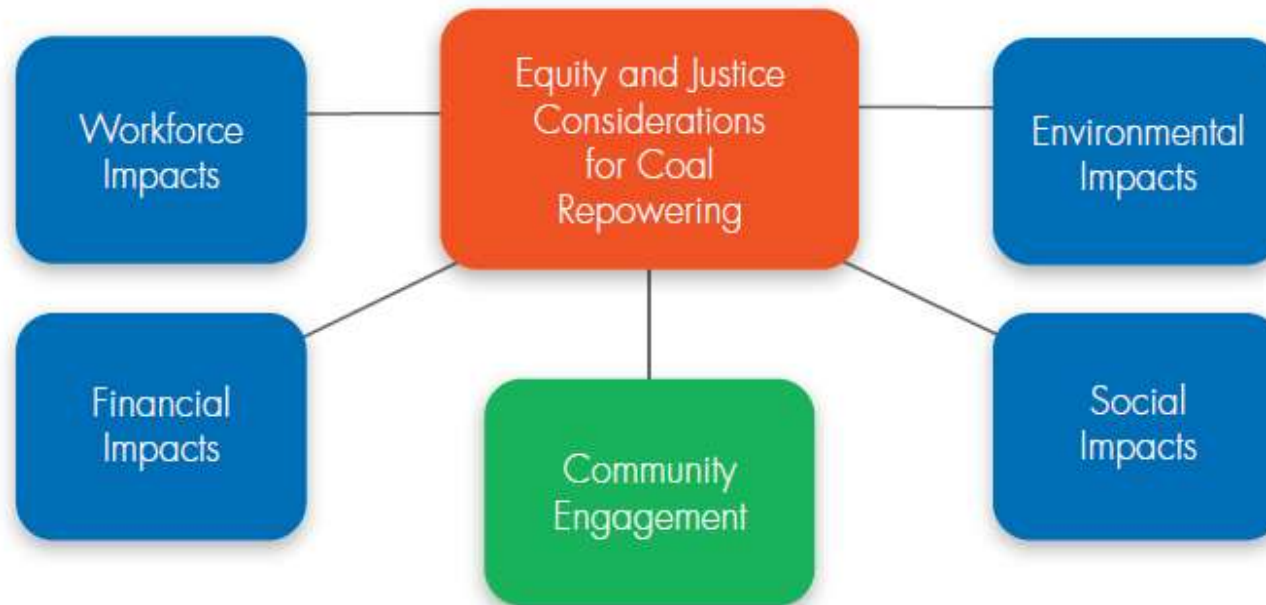 Equity and Justice
Considerations
for Coal
Repowering
Workforce
Impacts
Environmental
Impacts
Financial
Impacts
Social
Impacts
Community
Engagement